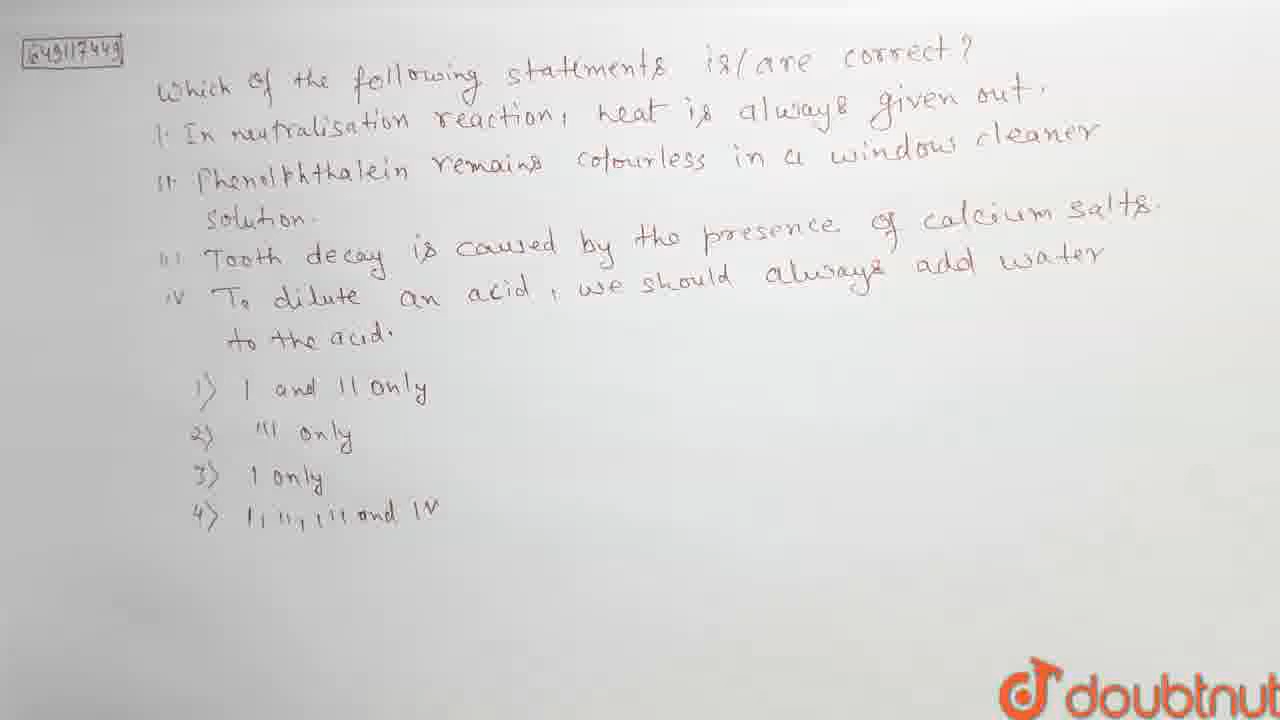 649117449
Which of the following statements is/are correct?
I. In neutralisation reaction, heat is always given out.
II. Phenolphthalein remains colourless in a window cleaner
solution.
III Tooth decay is caused by the presence of calcium salts.
IV To dilute an acid, we should always add water
to the acid.
1) I and II only
2) III only
3) I only
4) I, II, III and IV
doubtnut